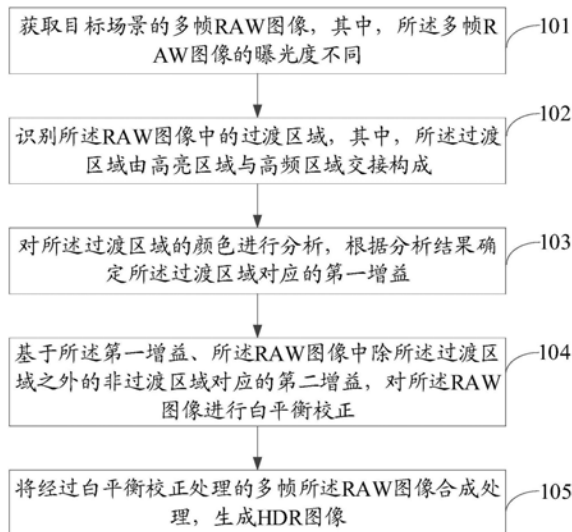 获取目标场景的多帧RAW图像，其中，所述多帧R
AW图像的曝光度不同
101
识别所述RAW图像中的过渡区域，其中，所述过渡
区域由高亮区域与高频区域交接构成
102
对所述过渡区域的颜色进行分析，根据分析结果确
定所述过渡区域对应的第一增益
103
基于所述第一增益、所述RAW图像中除所述过渡区
域之外的非过渡区域对应的第二增益，对所述RAW
图像进行白平衡校正
104
将经过白平衡校正处理的多帧所述RAW图像合成处
理，生成HDR图像
105